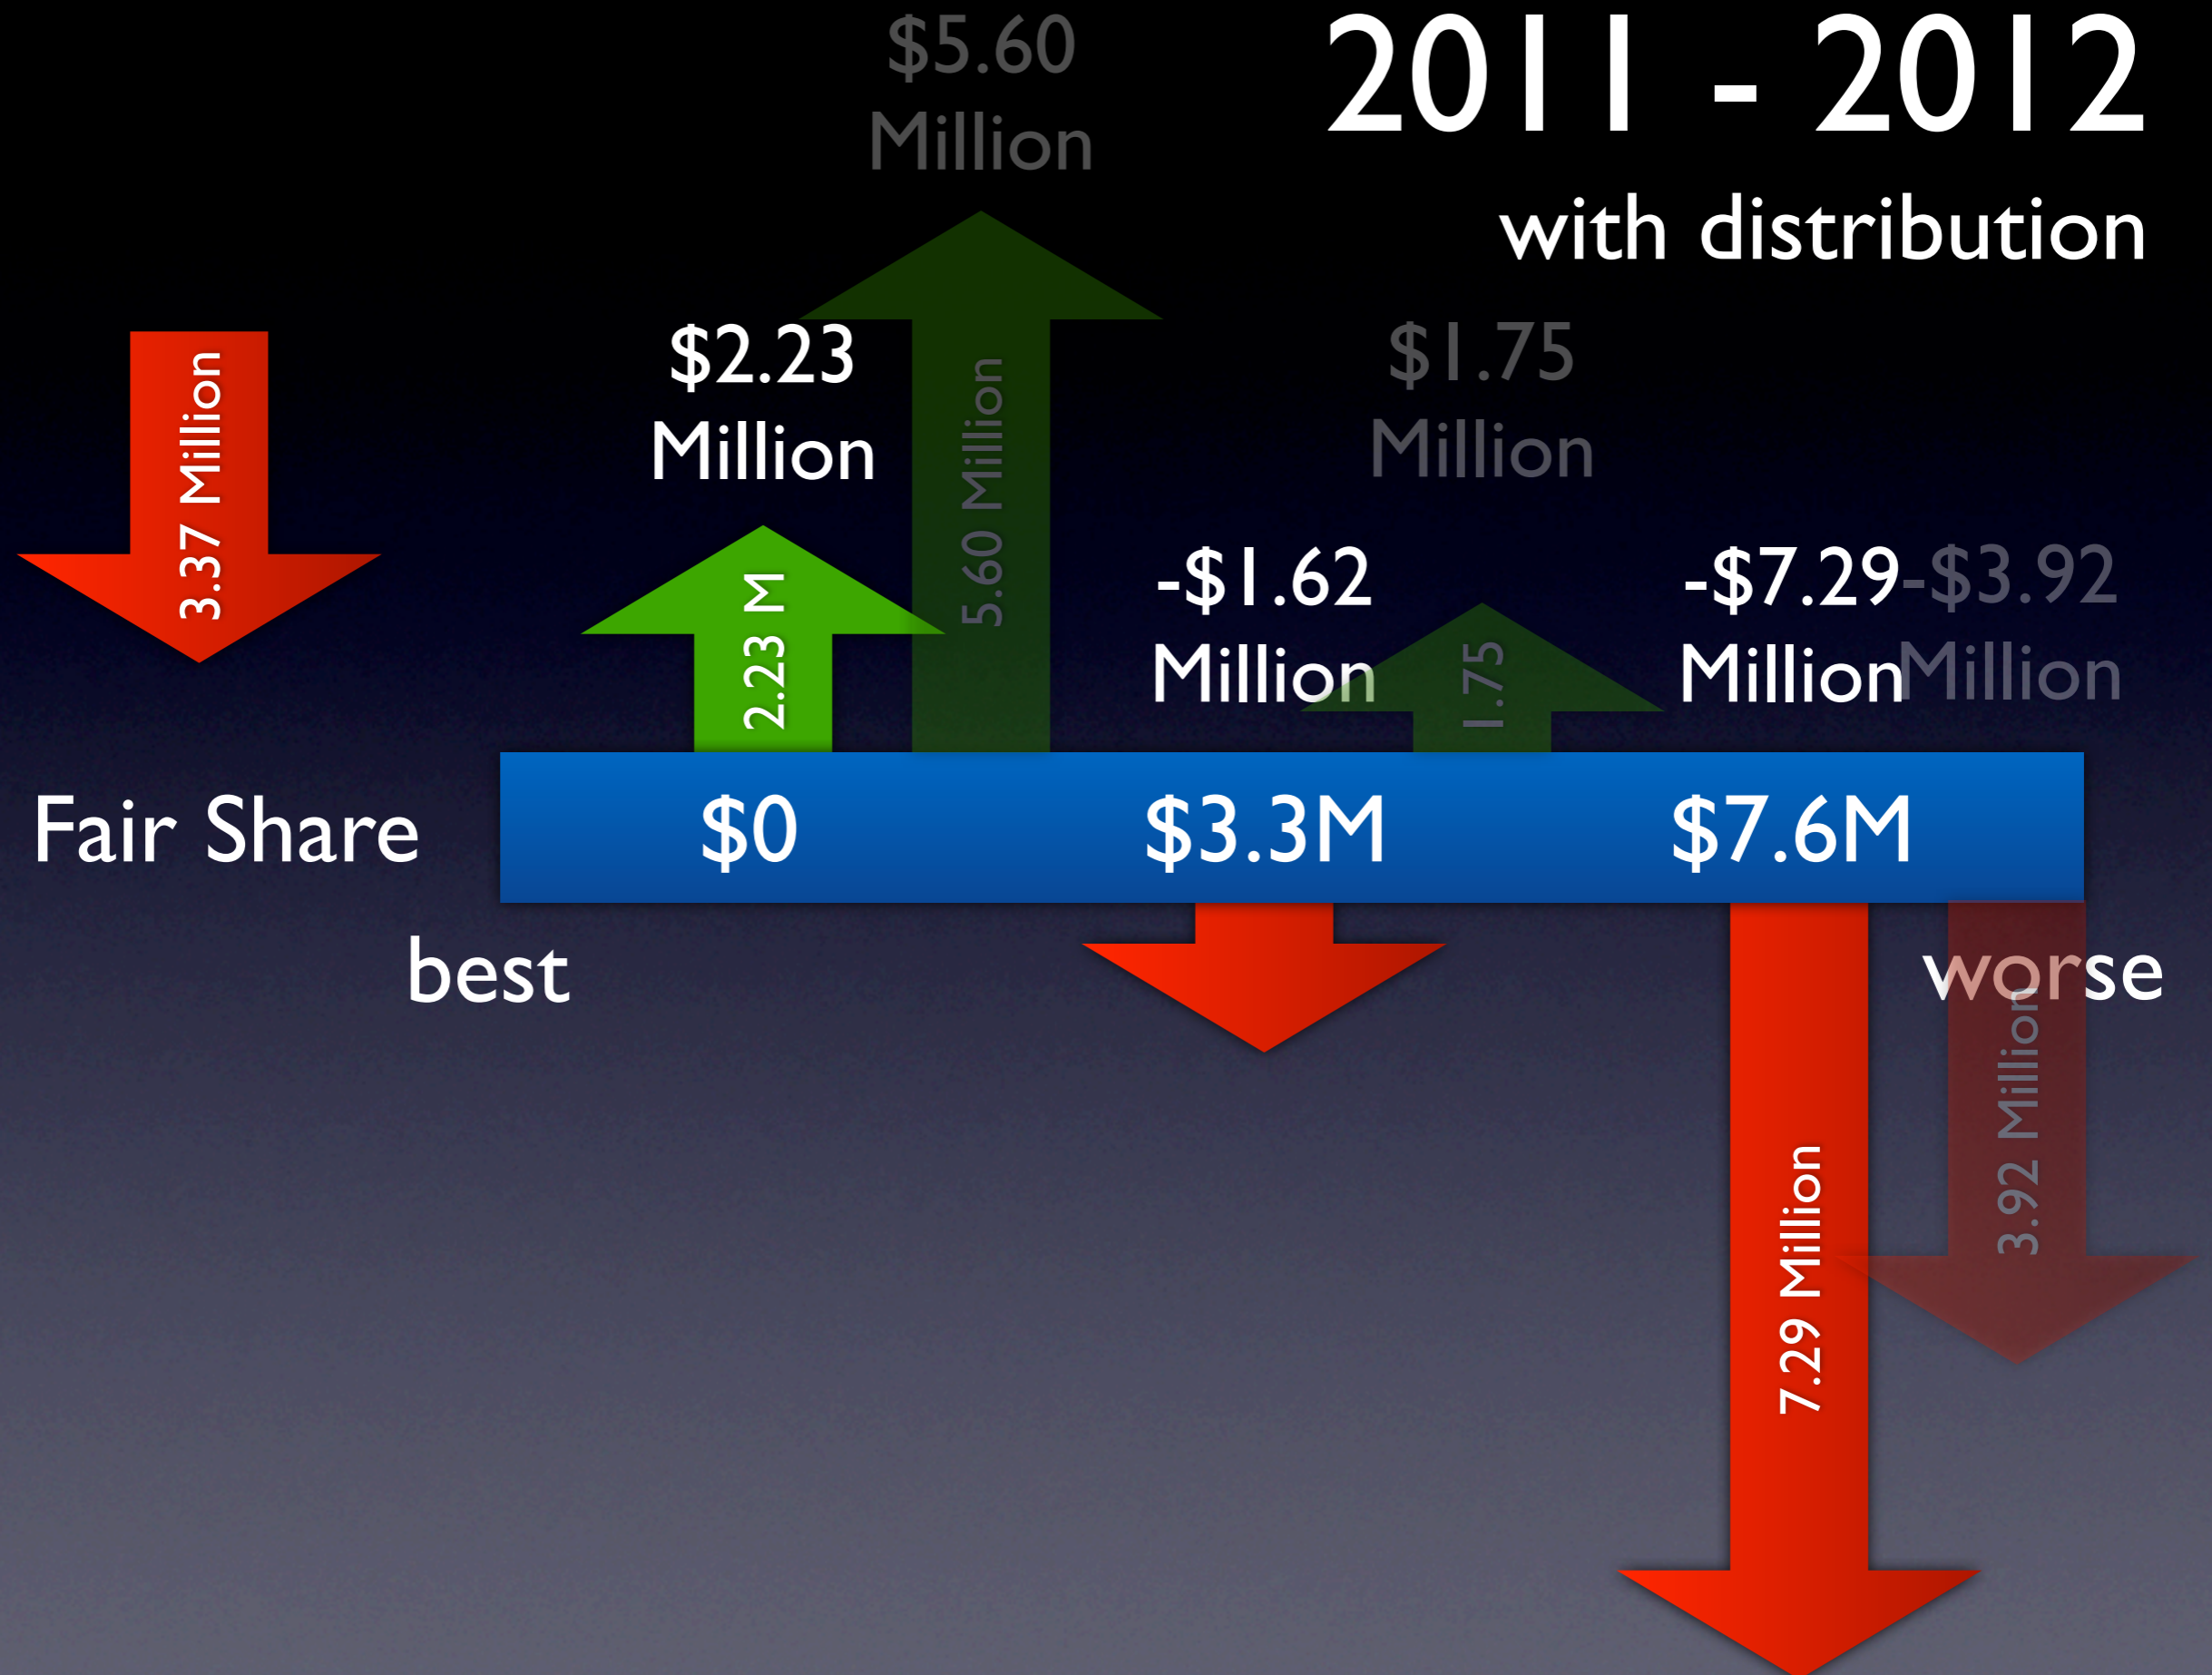 2011 - 2012
with distribution
$5.60
Million
$2.23
Million
$1.75
Million
3.37 Million
2.23 M
5.60 Million
-$1.62
Million
1.75
-$7.29
Million
-$3.92
Million
Fair Share
$0
$3.3M
$7.6M
best
worse
3.92 Million
7.29 Million